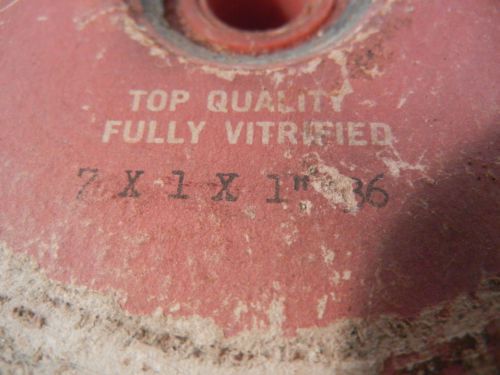 TOP QUALITY
FULLY VITRIFIED
7 X 1 X 1" 36